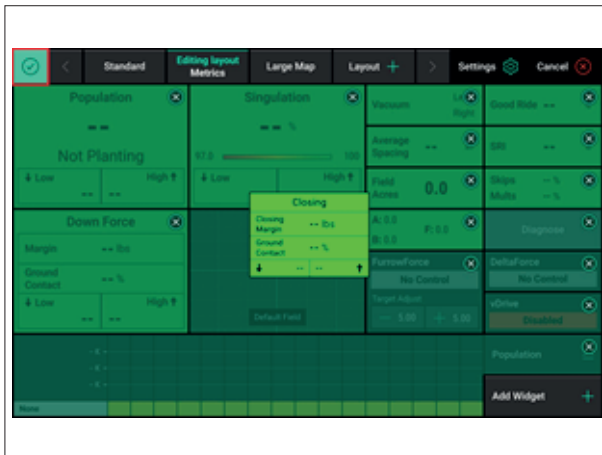 Standard
Editing layout
Metrics
Large Map
Layout +
Settings
Cancel
Population
--
Not Planting
↓ Low High ↑
-- --
Singulation
-- %
97.0 100
↓ Low High ↑
Vacuum
Right
Good Ride --
Average
Spacing --
SRI --
Field
Acres 0.0
Skips -- %
Mults -- %
Down Force
Margin -- lbs
Ground
Contact -- %
↓ Low High ↑
-- --
Closing
Closing
Margin -- lbs
Ground
Contact -- %
↓ -- -- ↑
Default Field
A: 0.0
B: 0.0
P: 0.0
Diagnose
FurrowForce
No Control
Target Adjust
— 5.00 + 5.00
DeltaForce
No Control
vDrive
Disabled
Population
Add Widget +
None